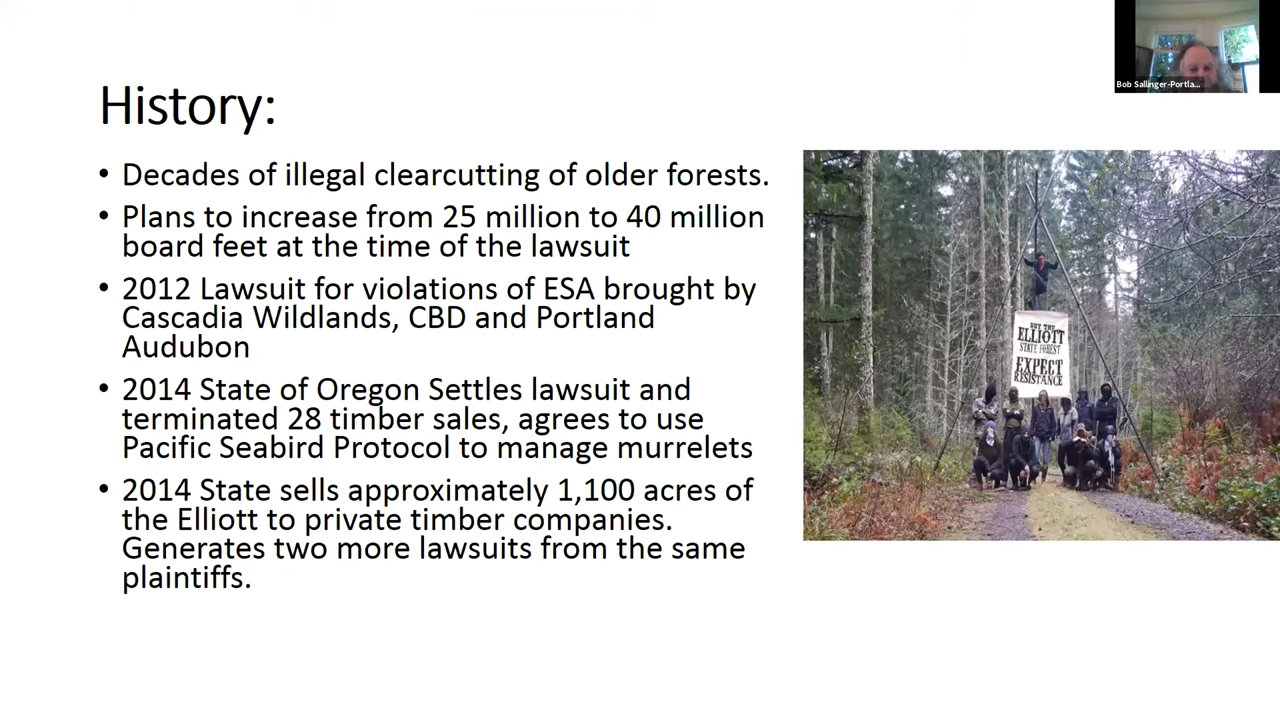 Bob Sallinger-Portla...
History:
• Decades of illegal clearcutting of older forests.
• Plans to increase from 25 million to 40 million
board feet at the time of the lawsuit
• 2012 Lawsuit for violations of ESA brought by
Cascadia Wildlands, CBD and Portland
Audubon
• 2014 State of Oregon Settles lawsuit and
terminated 28 timber sales, agrees to use
Pacific Seabird Protocol to manage murrelets
• 2014 State sells approximately 1,100 acres of
the Elliott to private timber companies.
Generates two more lawsuits from the same
plaintiffs.
BUY THE
ELLIOTT
STATE FOREST
EXPECT
RESISTANCE